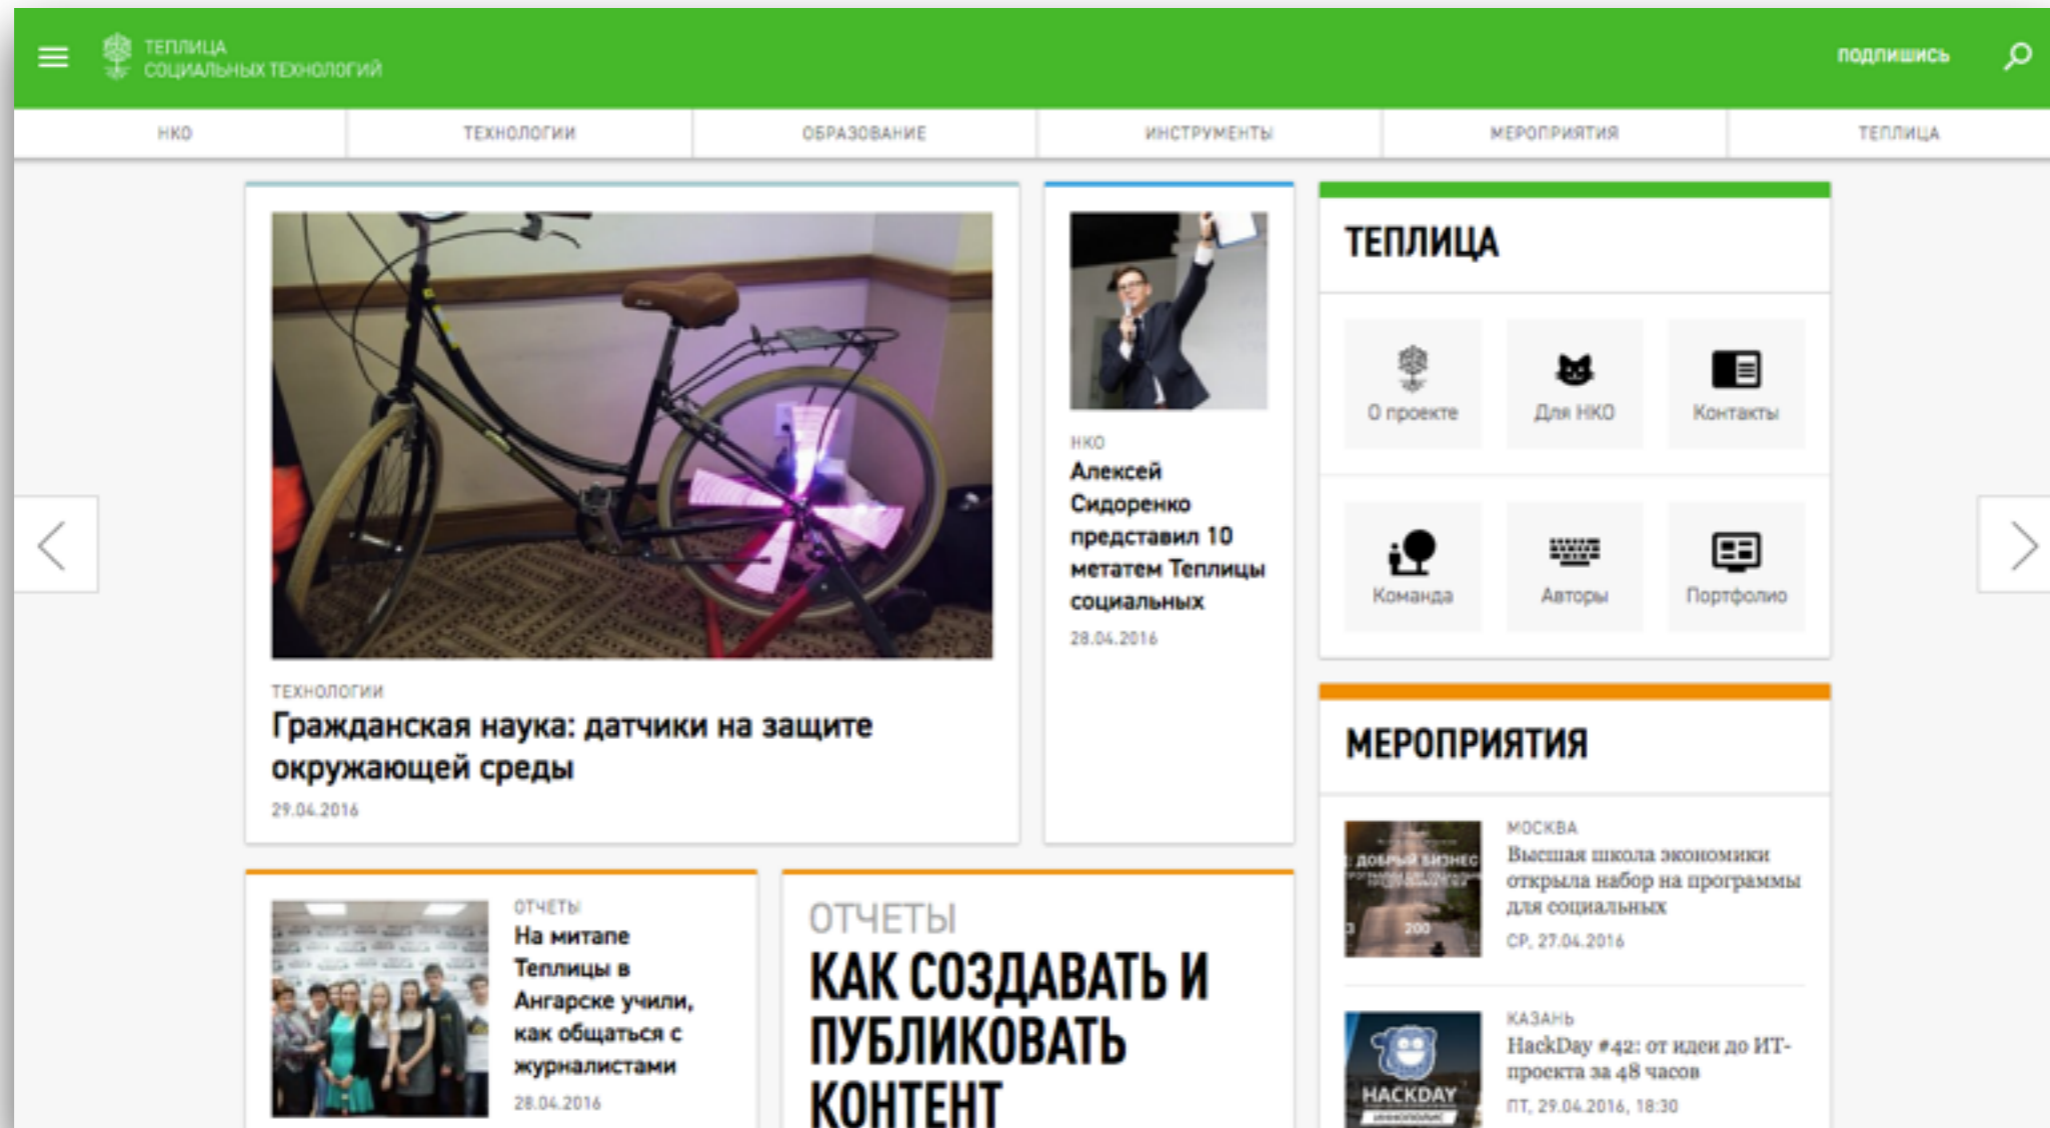 ТЕПЛИЦА
СОЦИАЛЬНЫХ ТЕХНОЛОГИЙ
ПОДПИШИСЬ
НКО
ТЕХНОЛОГИИ
ОБРАЗОВАНИЕ
ИНСТРУМЕНТЫ
МЕРОПРИЯТИЯ
ТЕПЛИЦА
ТЕХНОЛОГИИ
Гражданская наука: датчики на защите
окружающей среды
29.04.2016
НКО
Алексей
Сидоренко
представил 10
метатем Теплицы
социальных
28.04.2016
ТЕПЛИЦА
О проекте
Для НКО
Контакты
Команда
Авторы
Портфолио
ОТЧЕТЫ
На митапе
Теплицы в
Ангарске учили,
как общаться с
журналистами
28.04.2016
ОТЧЕТЫ
КАК СОЗДАВАТЬ И
ПУБЛИКОВАТЬ
КОНТЕНТ
МЕРОПРИЯТИЯ
: ДОБРЫЙ БИЗНЕС
200
МОСКВА
Высшая школа экономики
открыла набор на программы
для социальных
СР, 27.04.2016
HACKDAY
ИННОПОЛИС
КАЗАНЬ
HackDay #42: от идеи до ИТ-
проекта за 48 часов
ПТ, 29.04.2016, 18:30